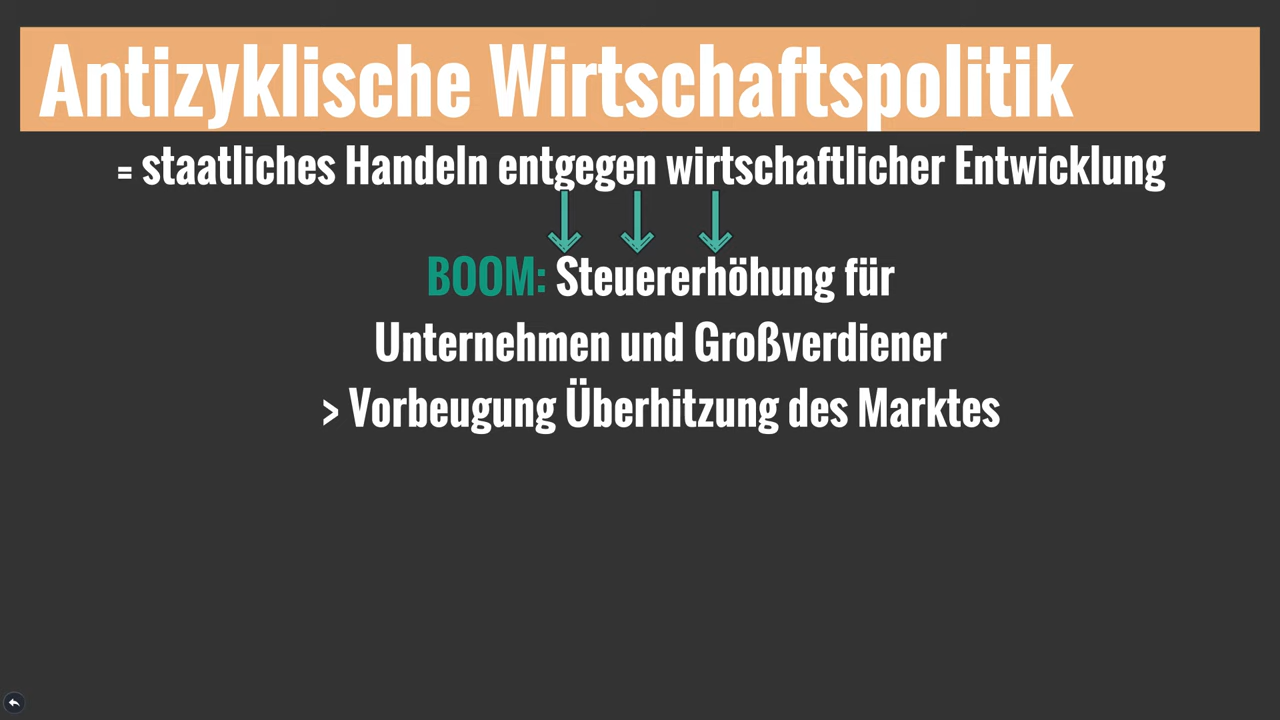 Antizyklische Wirtschaftspolitik
= staatliches Handeln entgegen wirtschaftlicher Entwicklung
BOOM: Steuererhöhung für
Unternehmen und Großverdiener
> Vorbeugung Überhitzung des Marktes